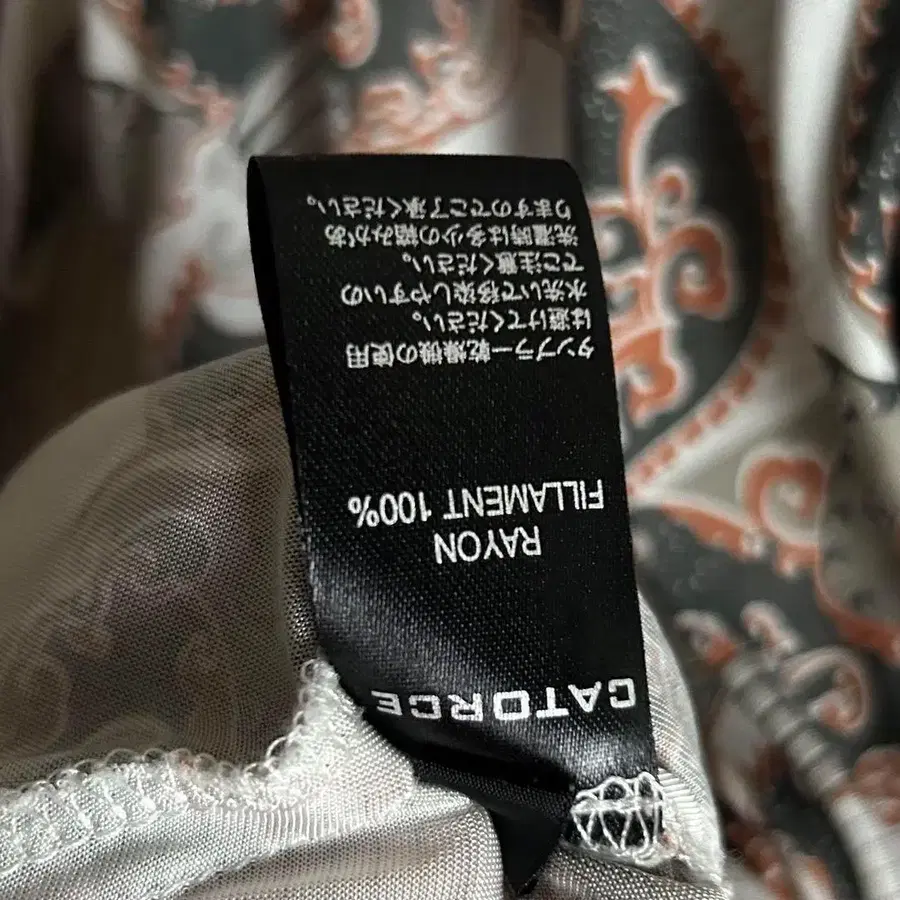 CATORCE
RAYON
FILLAMENT 100%
タンブラー乾燥機の使用
は避けてください。
水洗いで移染しやすいの
でご注意ください。
洗濯時は多少の縮みがあ
りますのでご了承ください。